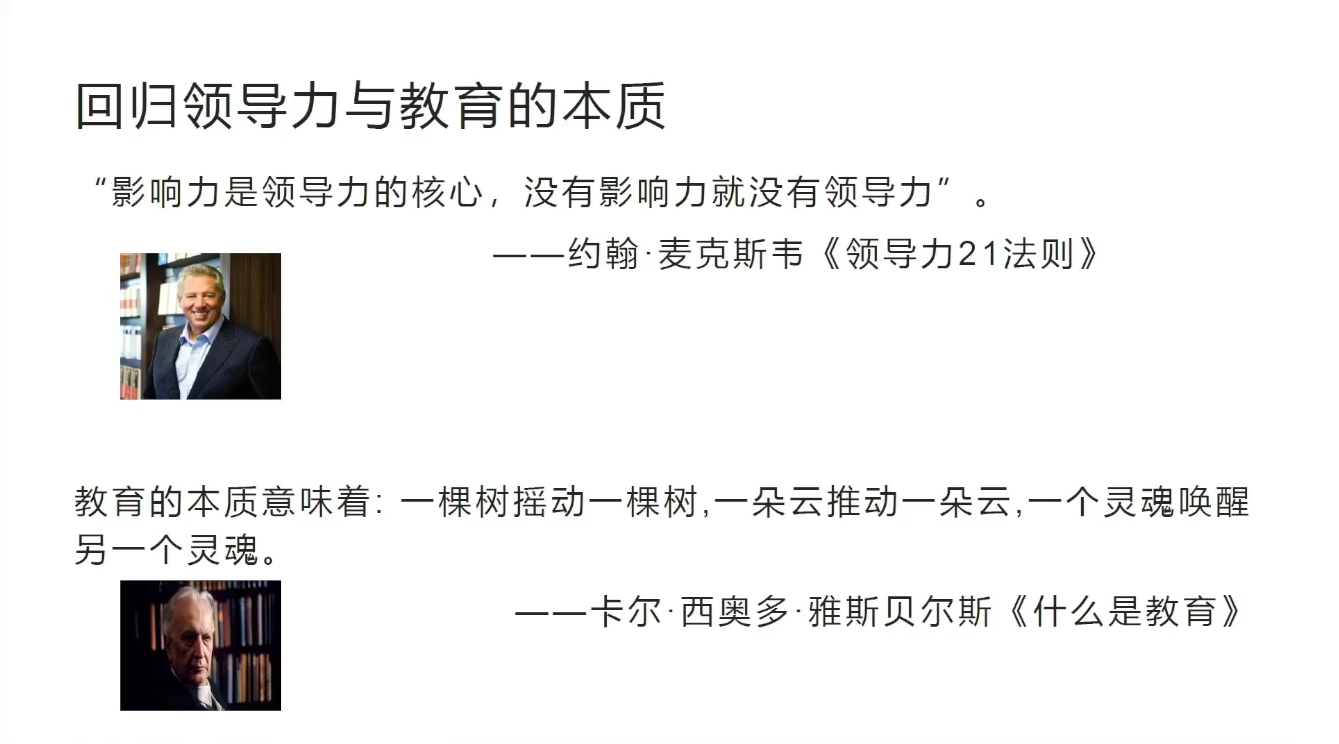 回归领导力与教育的本质
“影响力是领导力的核心，没有影响力就没有领导力”。
——约翰·麦克斯韦《领导力21法则》
教育的本质意味着: 一棵树摇动一棵树,一朵云推动一朵云,一个灵魂唤醒
另一个灵魂。
——卡尔·西奥多·雅斯贝尔斯《什么是教育》